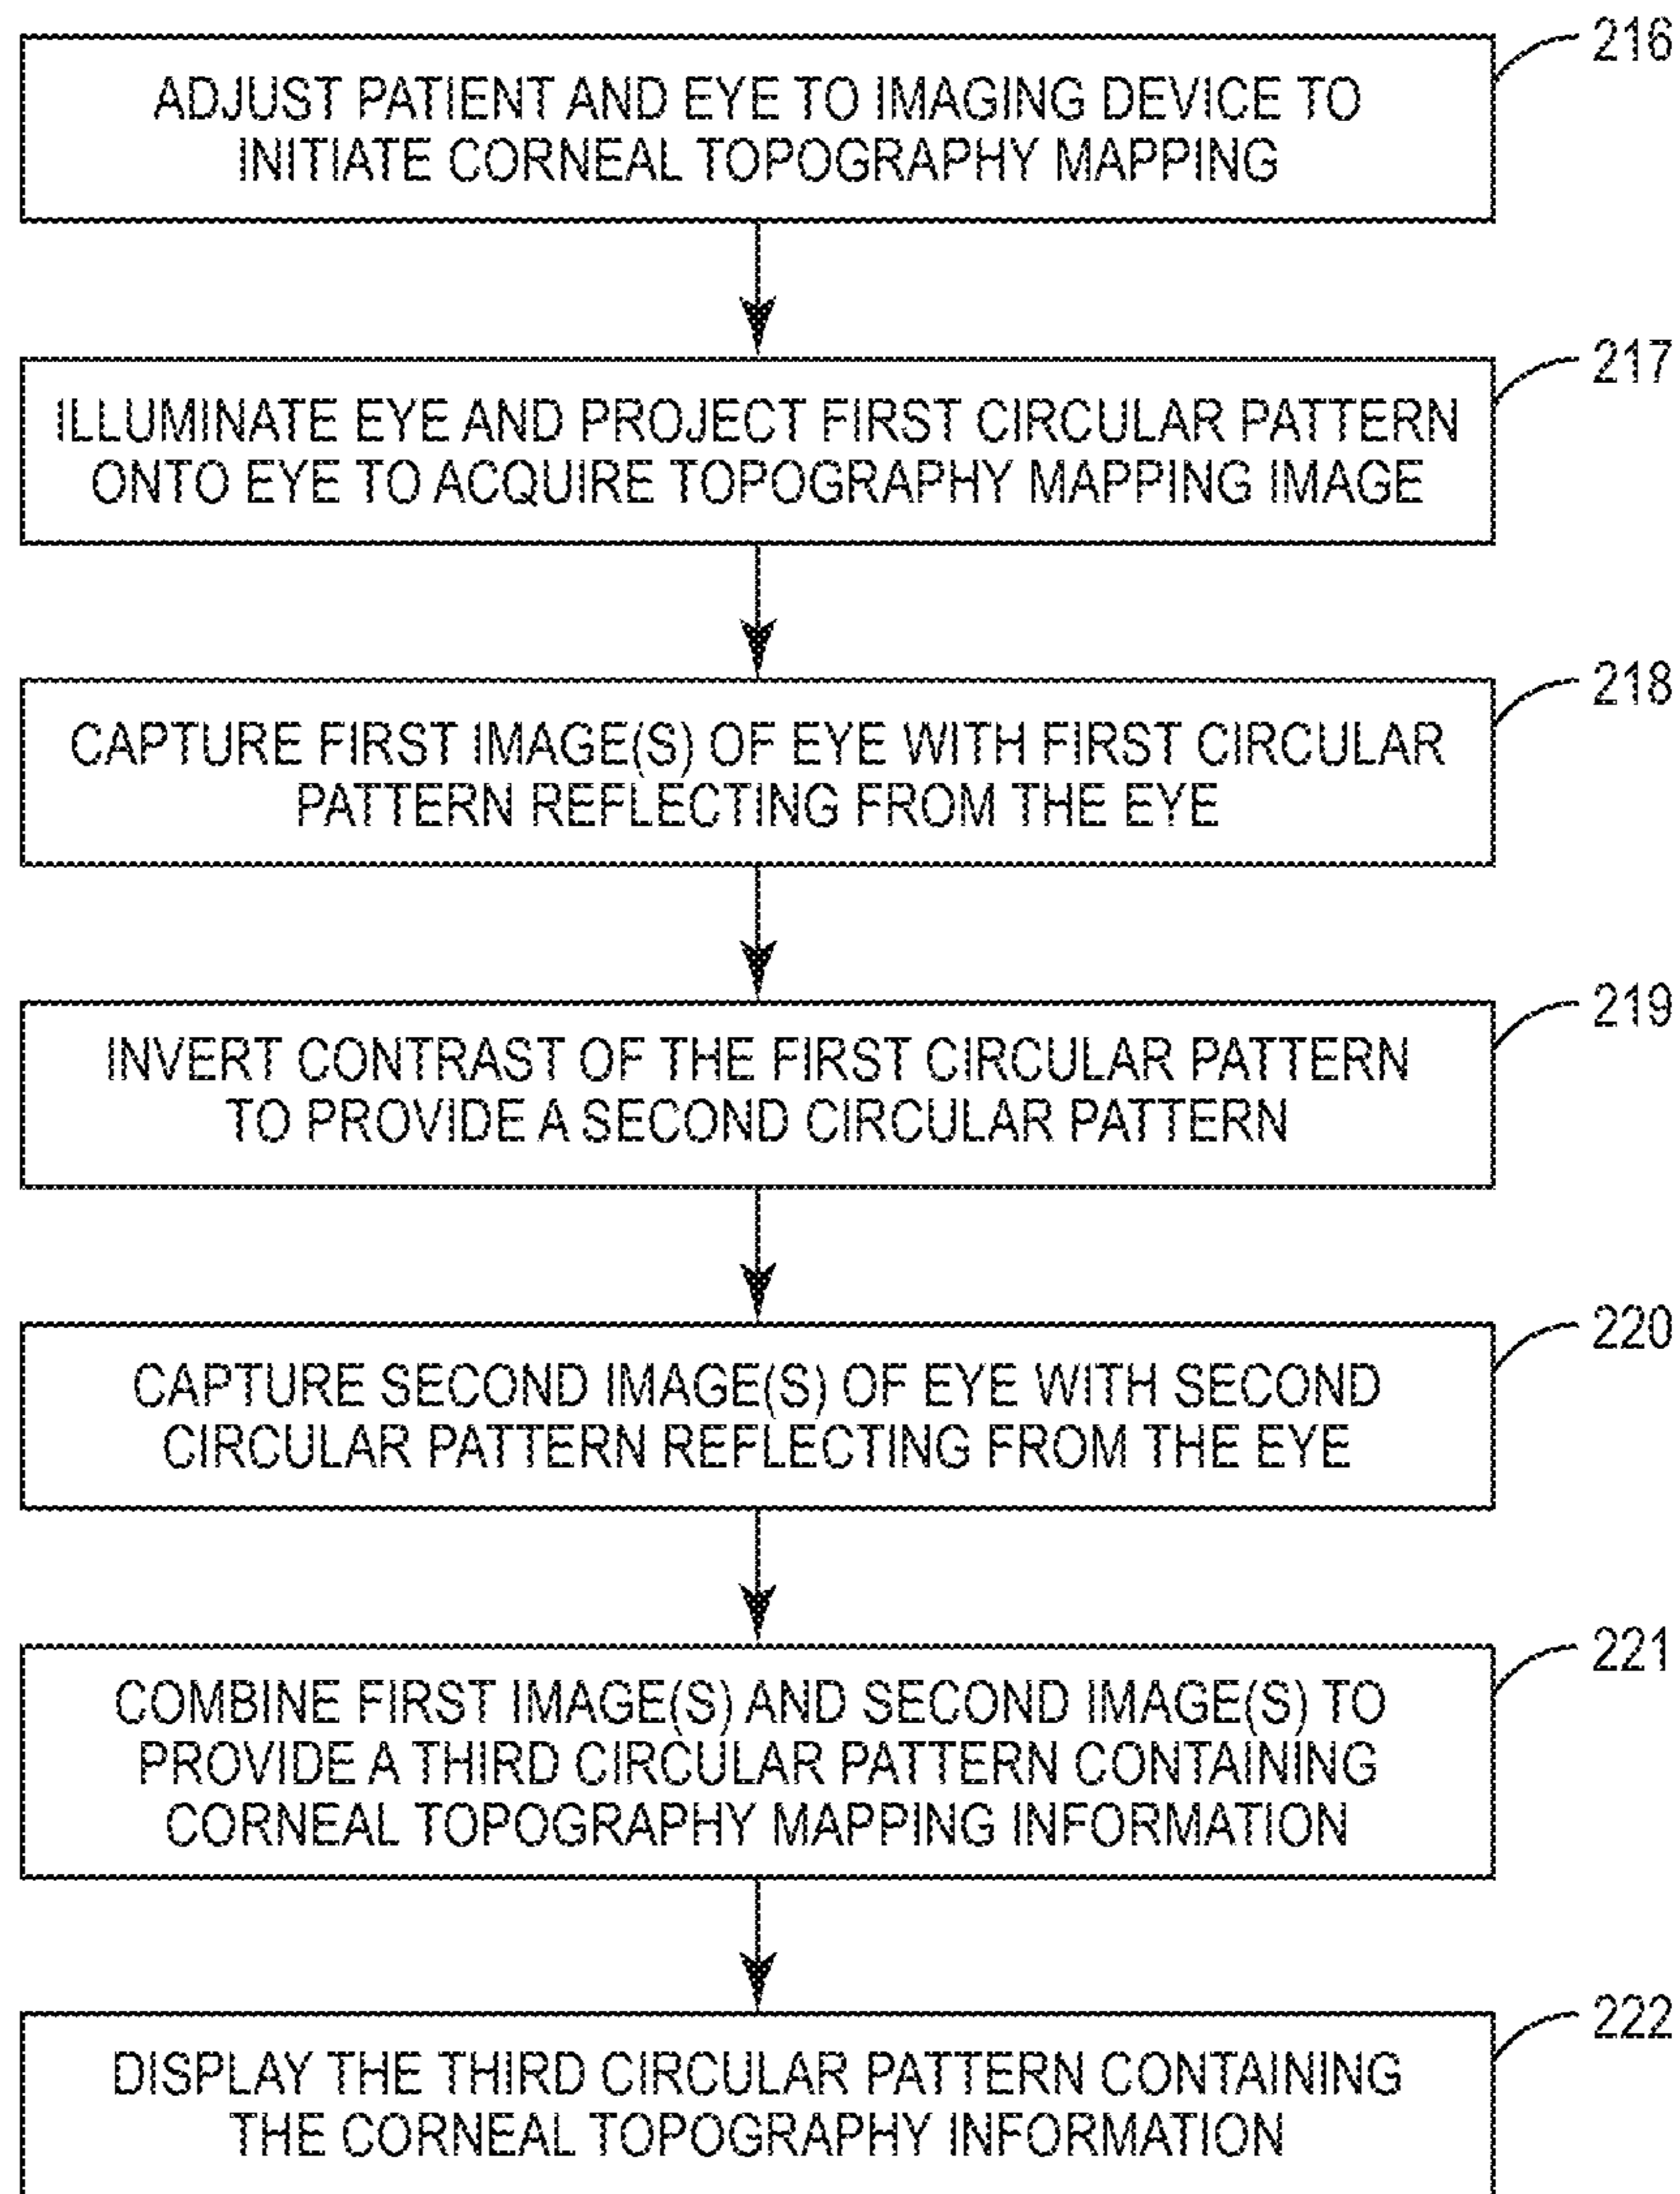 216
ADJUST PATIENT AND EYE TO IMAGING DEVICE TO
INITIATE CORNEAL TOPOGRAPHY MAPPING
217
ILLUMINATE EYE AND PROJECT FIRST CIRCULAR PATTERN
ONTO EYE TO ACQUIRE TOPOGRAPHY MAPPING IMAGE
218
CAPTURE FIRST IMAGE(S) OF EYE WITH FIRST CIRCULAR
PATTERN REFLECTING FROM THE EYE
219
INVERT CONTRAST OF THE FIRST CIRCULAR PATTERN
TO PROVIDE A SECOND CIRCULAR PATTERN
220
CAPTURE SECOND IMAGE(S) OF EYE WITH SECOND
CIRCULAR PATTERN REFLECTING FROM THE EYE
221
COMBINE FIRST IMAGE(S) AND SECOND IMAGE(S) TO
PROVIDE A THIRD CIRCULAR PATTERN CONTAINING
CORNEAL TOPOGRAPHY MAPPING INFORMATION
222
DISPLAY THE THIRD CIRCULAR PATTERN CONTAINING
THE CORNEAL TOPOGRAPHY INFORMATION